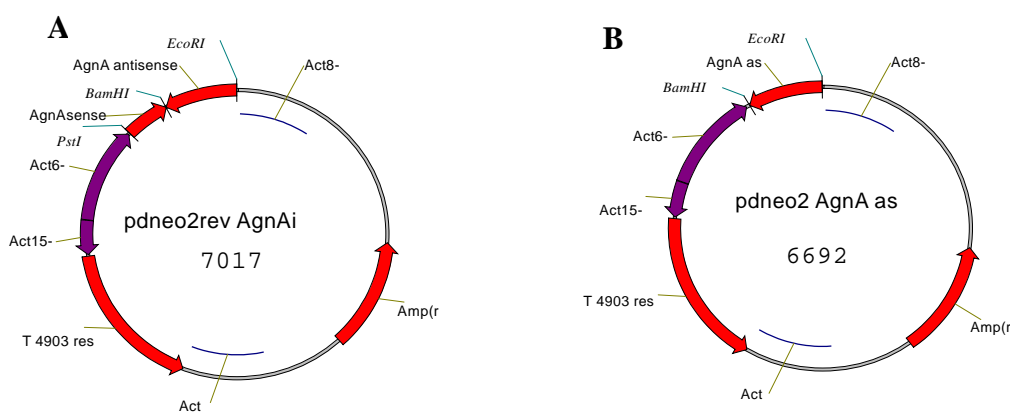 A
EcoRI
AgnA antisense
Act8-
BamHI
AgnAsense
PstI
Act6-
pdneo2rev AgnAi
7017
Act15-
T 4903 res
Amp(r
Act
B
EcoRI
AgnA as
Act8-
BamHI
Act6-
pdneo2 AgnA as
6692
Act15-
T 4903 res
Amp(r
Act